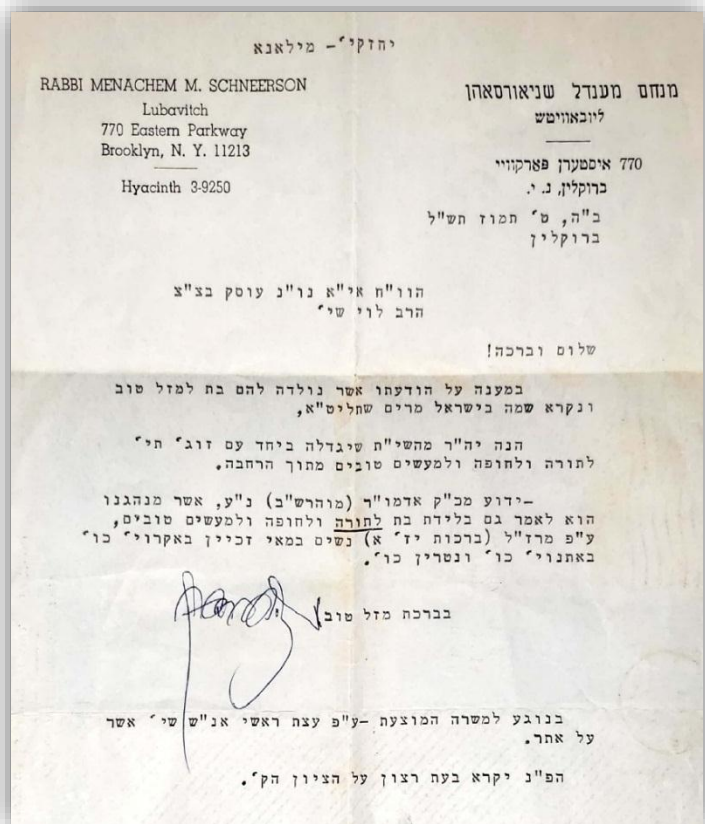 יחזקי'- מילאנא
RABBI MENACHEM M. SCHNEERSON
Lubavitch
770 Eastern Parkway
Brooklyn, N. Y. 11213
Hyacinth 3-9250
מנחם מענדל שניאורסאהן
ליובאוויטש
770 איסטערן פארקוויי
ברוקלין, נ. י.
ב"ה, ט' תמוז תש"ל
ברוקלין
הוו"ח אי"א נו"נ עוסק בצ"צ
הרב לוי שי'
שלום וברכה!
במענה על הודעתו אשר נולדה להם בת למזל טוב
ונקרא שמה בישראל מרים שתליט"א,
הנה יה"ר מהשי"ת שיגדלה ביחד עם זוג' תי'
לתורה ולחופה ולמעשים טובים מתוך הרחבה.
-ידוע מכ"ק אדמו"ר (מוהרש"ב) נ"ע, אשר מנהגנו
הוא לאמר גם בלידת בת לתורה ולחופה ולמעשים טובים,
ע"פ מרז"ל (ברכות יז' א) נשים במאי זכיין באקרויי' כו'
באתנויי' כו' ונטרין כו'.
בברכת מזל טוב
בנוגע למשרה המוצעת -ע"פ עצת ראשי אנ"ש שי' אשר
על אתר.
הפ"נ יקרא בעת רצון על הציון הק'.